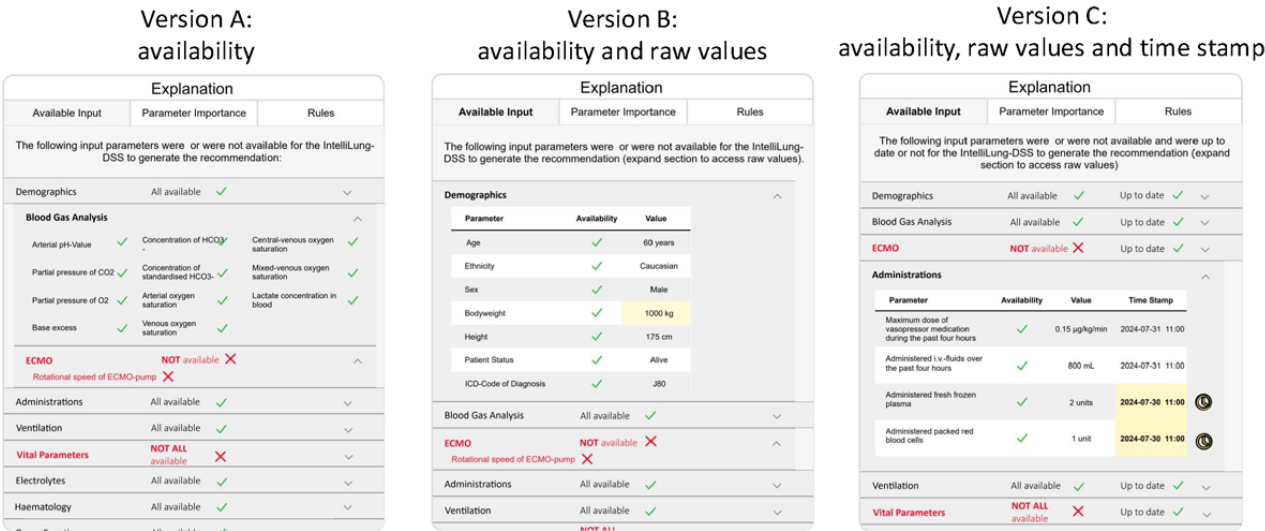 Version A:
availability
Explanation
Available Input Parameter Importance Rules
The following input parameters were or were not available for the IntelliLung-
DSS to generate the recommendation:
Demographics All available
Blood Gas Analysis
Arterial pH-Value Concentration of HCO3 - Central-venous oxygen saturation
Partial pressure of CO2 Concentration of standardised HCO3- Mixed-venous oxygen saturation
Partial pressure of O2 Arterial oxygen saturation Lactate concentration in blood
Base excess Venous oxygen saturation
ECMO NOT available
Rotational speed of ECMO-pump
Administrations All available
Ventilation All available
Vital Parameters NOT ALL available
Electrolytes All available
Haematology All available
Version B:
availability and raw values
Explanation
Available Input Parameter Importance Rules
The following input parameters were or were not available for the IntelliLung-
DSS to generate the recommendation (expand section to access raw values).
Demographics
Parameter Availability Value
Age 60 years
Ethnicity Caucasian
Sex Male
Bodyweight 1000 kg
Height 175 cm
Patient Status Alive
ICD-Code of Diagnosis J80
Blood Gas Analysis All available
ECMO NOT available
Rotational speed of ECMO-pump
Administrations All available
Ventilation All available
NOT ALL
Version C:
availability, raw values and time stamp
Explanation
Available Input Parameter Importance Rules
The following input parameters were or were not available and were up to
date or not for the IntelliLung-DSS to generate the recommendation (expand
section to access raw values)
Demographics All available Up to date
Blood Gas Analysis All available Up to date
ECMO NOT available Up to date
Administrations
Parameter Availability Value Time Stamp
Maximum dose of
vasopressor medication
during the past four hours 0.15 µg/kg/min 2024-07-31 11:00
Administered i.v.-fluids over
the past four hours 800 mL 2024-07-31 11:00
Administered fresh frozen
plasma 2 units 2024-07-30 11:00
Administered packed red
blood cells 1 unit 2024-07-30 11:00
Ventilation All available Up to date
Vital Parameters NOT ALL available Up to date